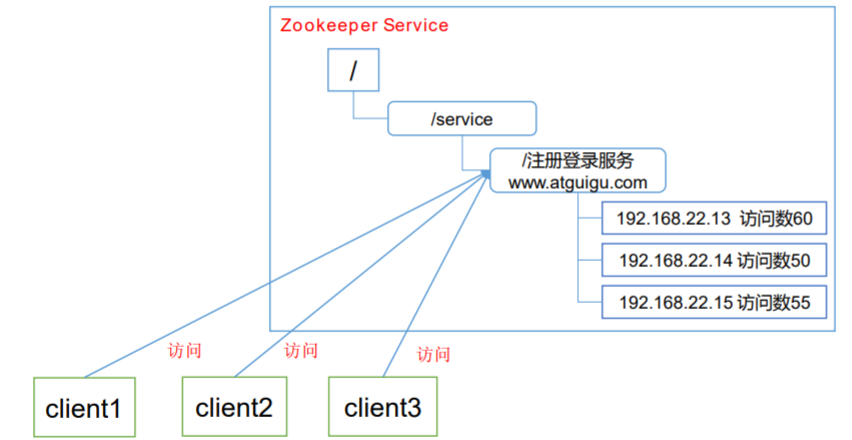 Zookeeper Service
/
/service
/注册登录服务
www.atguigu.com
192.168.22.13 访问数60
192.168.22.14 访问数50
192.168.22.15 访问数55
访问
访问
访问
client1
client2
client3